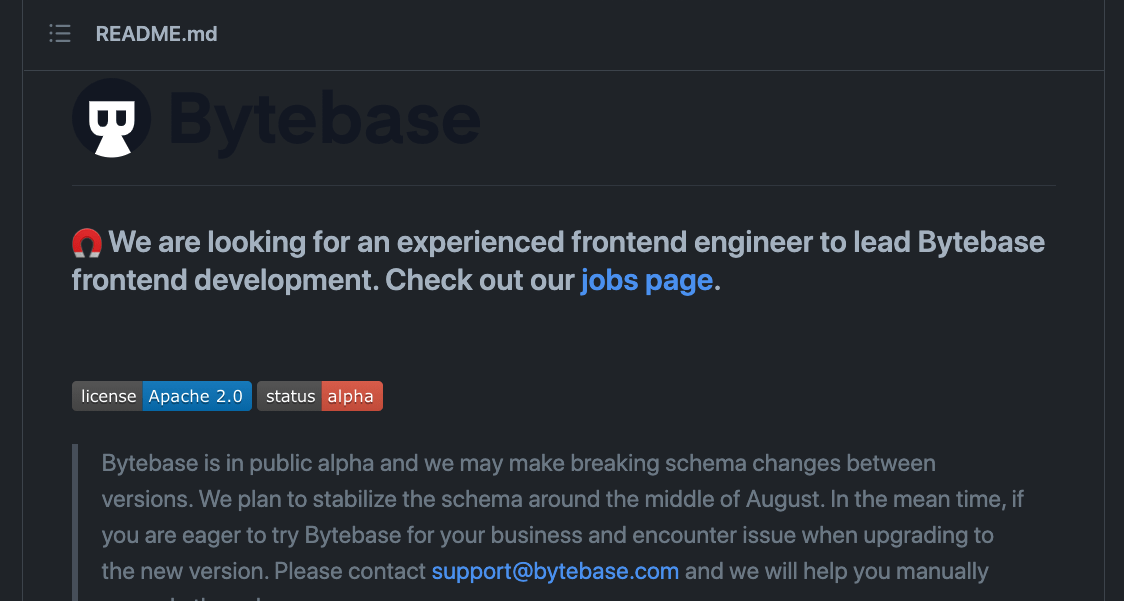 README.md
Bytebase
We are looking for an experienced frontend engineer to lead Bytebase
frontend development. Check out our jobs page.
license Apache 2.0 status alpha
Bytebase is in public alpha and we may make breaking schema changes between
versions. We plan to stabilize the schema around the middle of August. In the mean time, if
you are eager to try Bytebase for your business and encounter issue when upgrading to
the new version. Please contact support@bytebase.com and we will help you manually